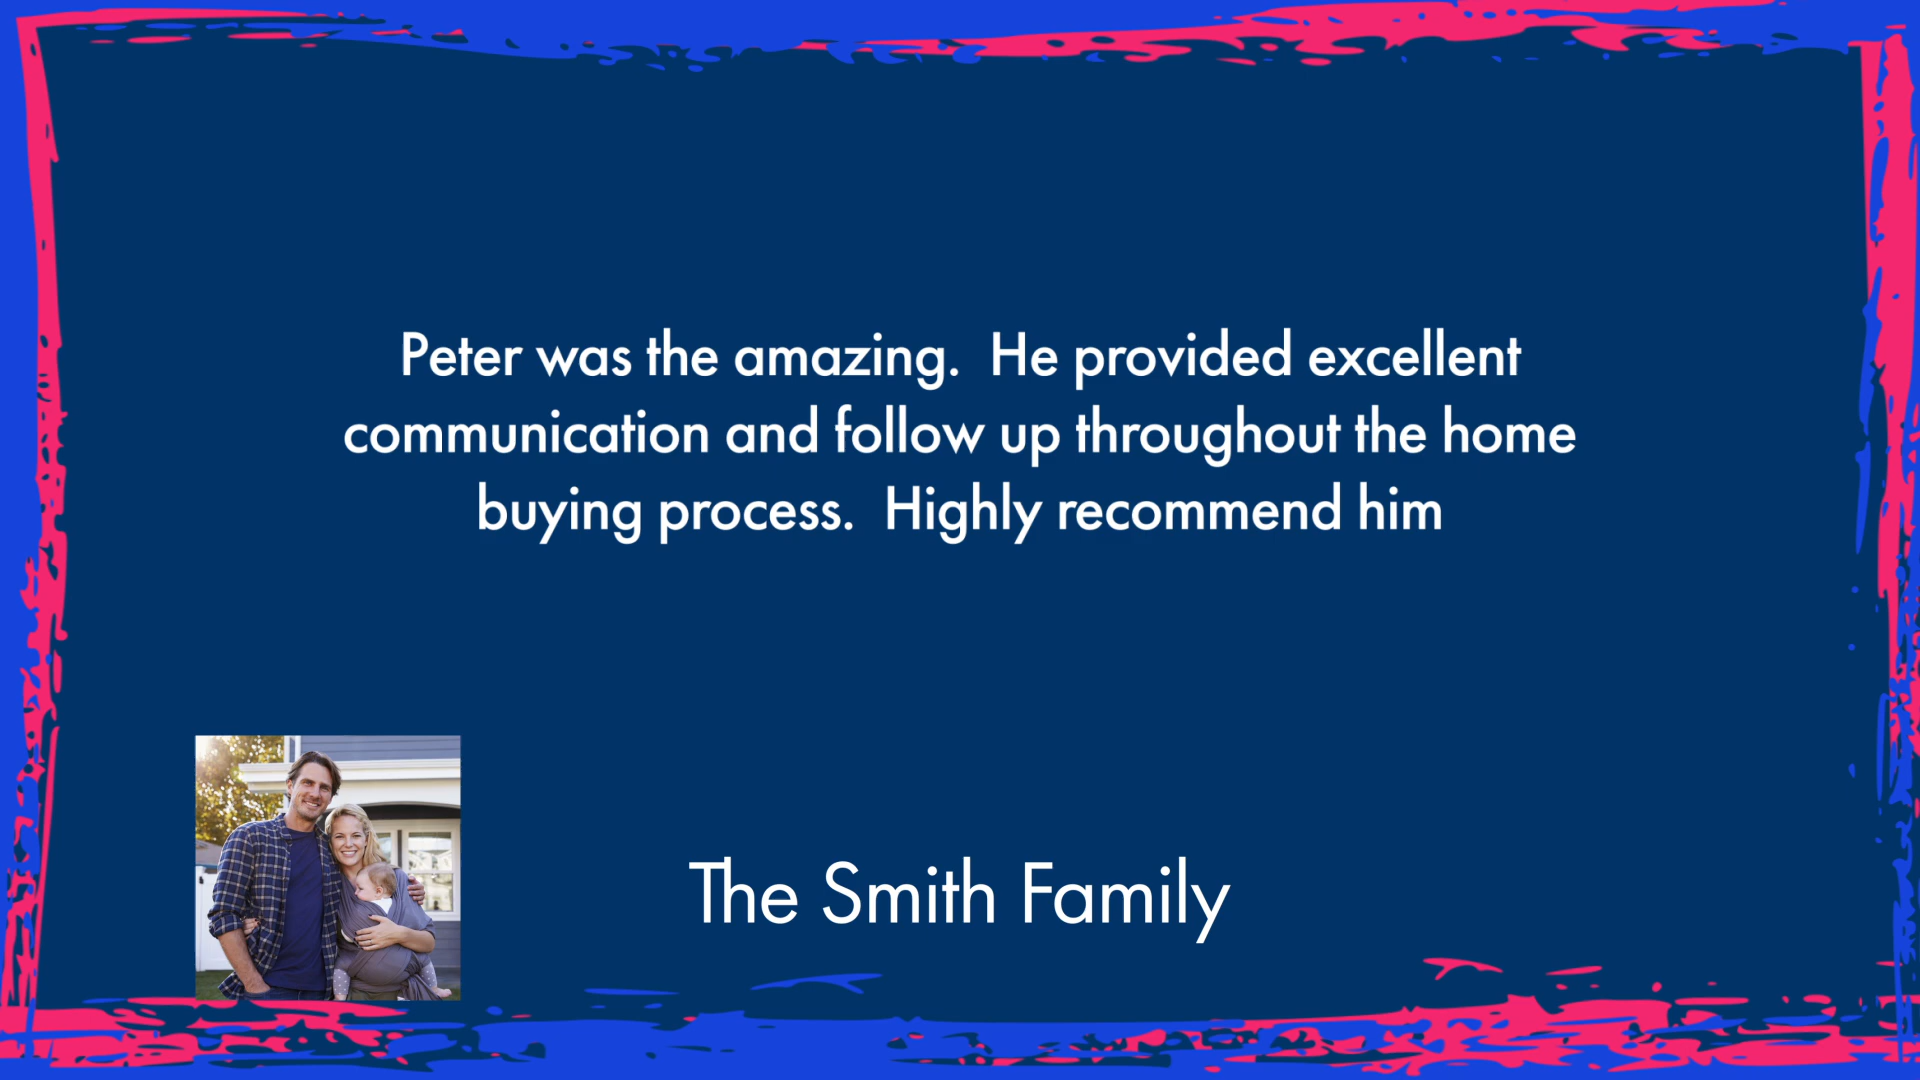 Peter was the amazing.  He provided excellent
communication and follow up throughout the home
buying process.  Highly recommend him
The Smith Family